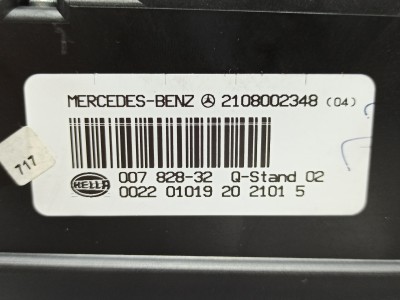 MERCEDES-BENZ 2108002348 (04)
717
007 828-32 Q-Stand 02
HELLA 0022 01019 20 2101 5